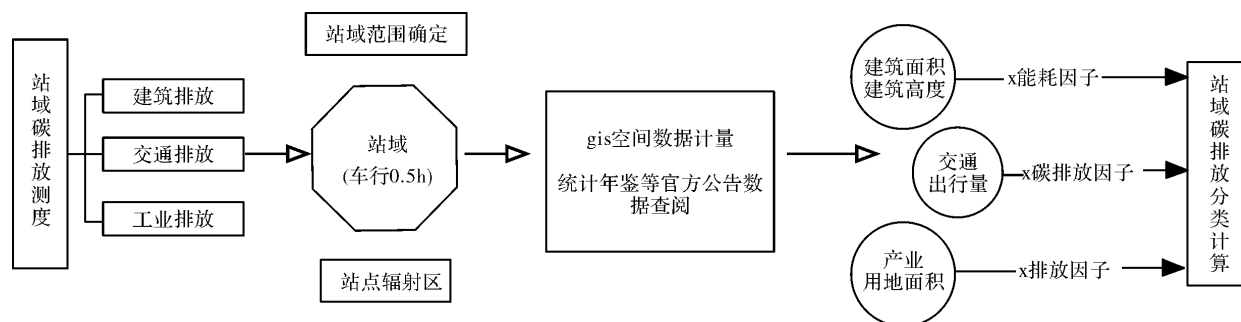 站域碳排放测度
建筑排放
交通排放
工业排放
站域范围确定
站域
(车行0.5h)
站点辐射区
gis空间数据计量
统计年鉴等官方公告数
据查阅
建筑面积
建筑高度
x能耗因子
交通
出行量
x碳排放因子
产业
用地面积
x排放因子
站域碳排放分类计算